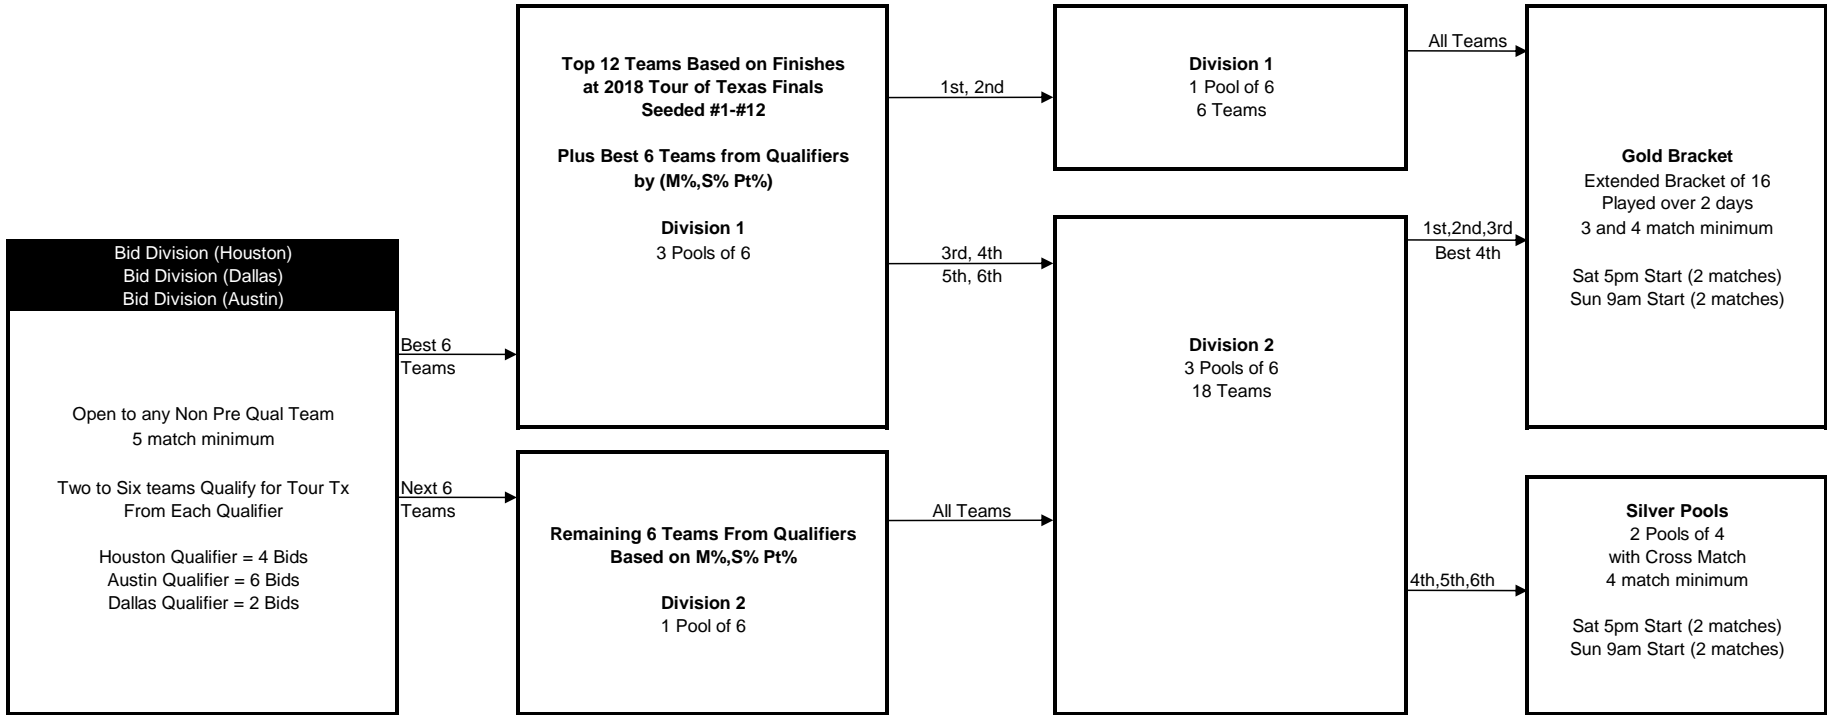 Bid Division (Houston)
Bid Division (Dallas)
Bid Division (Austin)
Open to any Non Pre Qual Team
5 match minimum
Two to Six teams Qualify for Tour Tx
From Each Qualifier
Houston Qualifier = 4 Bids
Austin Qualifier = 6 Bids
Dallas Qualifier = 2 Bids
Best 6
Teams
Next 6
Teams
Top 12 Teams Based on Finishes
at 2018 Tour of Texas Finals
Seeded #1-#12
Plus Best 6 Teams from Qualifiers
by (M%,S% Pt%)
Division 1
3 Pools of 6
Remaining 6 Teams From Qualifiers
Based on M%,S% Pt%
Division 2
1 Pool of 6
1st, 2nd
3rd, 4th
5th, 6th
All Teams
Division 1
1 Pool of 6
6 Teams
Division 2
3 Pools of 6
18 Teams
All Teams
1st,2nd,3rd
Best 4th
4th,5th,6th
Gold Bracket
Extended Bracket of 16
Played over 2 days
3 and 4 match minimum
Sat 5pm Start (2 matches)
Sun 9am Start (2 matches)
Silver Pools
2 Pools of 4
with Cross Match
4 match minimum
Sat 5pm Start (2 matches)
Sun 9am Start (2 matches)